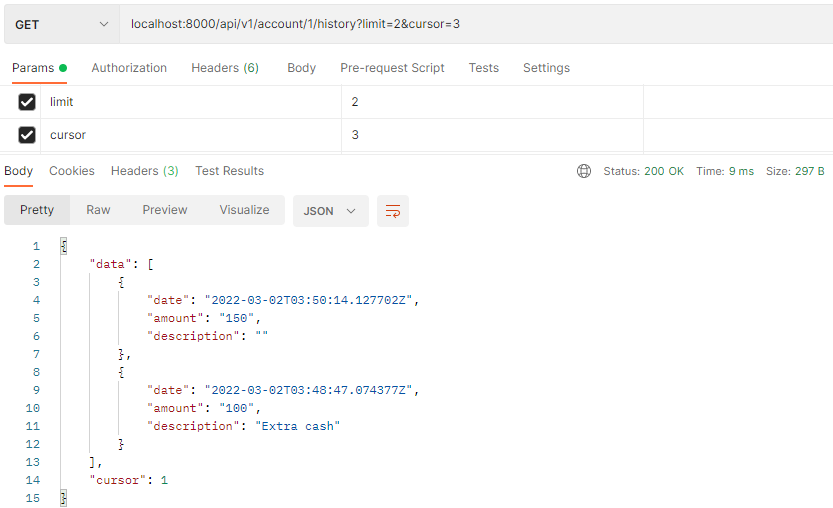 GET localhost:8000/api/v1/account/1/history?limit=2&cursor=3
Params Authorization Headers (6) Body Pre-request Script Tests Settings
limit 2
cursor 3
Body Cookies Headers (3) Test Results Status: 200 OK Time: 9 ms Size: 297 B
Pretty Raw Preview Visualize JSON
1 {
2 "data": [
3 {
4 "date": "2022-03-02T03:50:14.127702Z",
5 "amount": "150",
6 "description": ""
7 },
8 {
9 "date": "2022-03-02T03:48:47.074377Z",
10 "amount": "100",
11 "description": "Extra cash"
12 }
13 ],
14 "cursor": 1
15 }